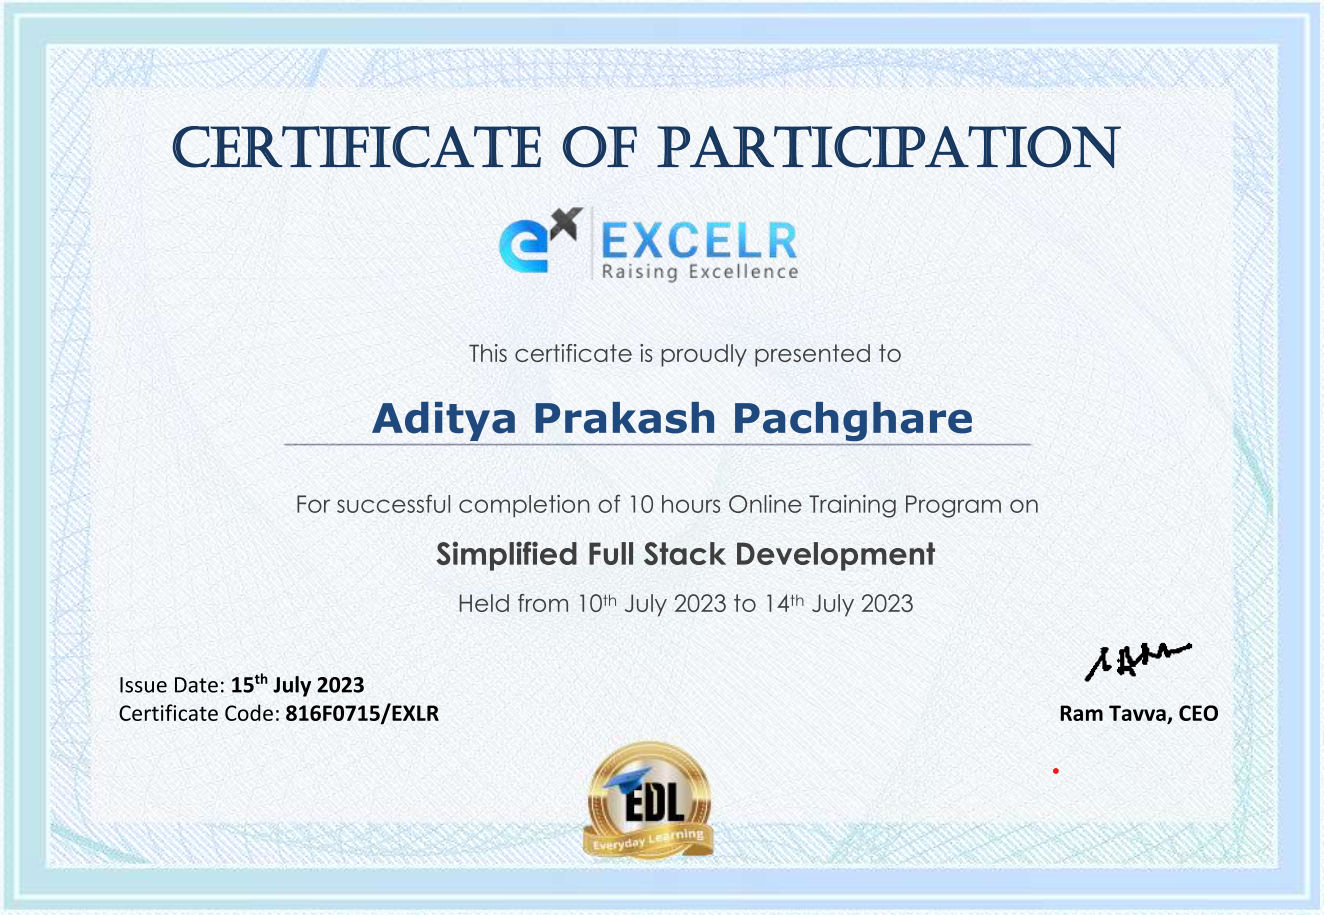 CERTIFICATE OF PARTICIPATION
ex EXCELR
Raising Excellence
This certificate is proudly presented to
Aditya Prakash Pachghare
For successful completion of 10 hours Online Training Program on
Simplified Full Stack Development
Held from 10th July 2023 to 14th July 2023
Issue Date: 15th July 2023
Certificate Code: 816F0715/EXLR
Ram Tavva, CEO
EDL
Everyday Learning